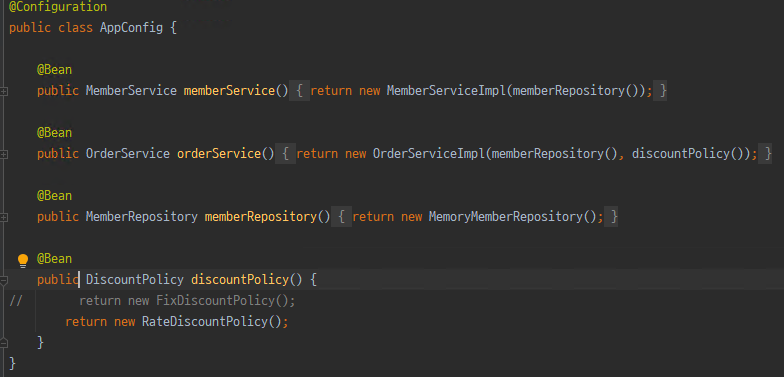 @Configuration
public class AppConfig {
@Bean
public MemberService memberService() { return new MemberServiceImpl(memberRepository()); }
@Bean
public OrderService orderService() { return new OrderServiceImpl(memberRepository(), discountPolicy()); }
@Bean
public MemberRepository memberRepository() { return new MemoryMemberRepository(); }
@Bean
public DiscountPolicy discountPolicy() {
// return new FixDiscountPolicy();
return new RateDiscountPolicy();
}
}